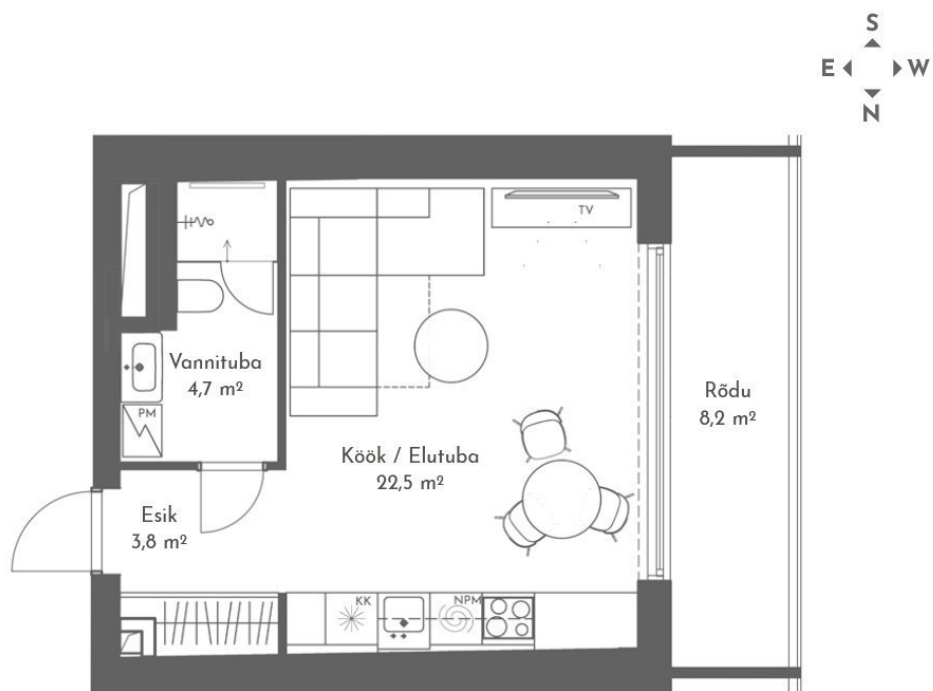 S
E W
N
TV
Vannituba
4,7 m²
PM
Rõdu
8,2 m²
Köök / Elutuba
22,5 m²
Esik
3,8 m²
KK
NPM